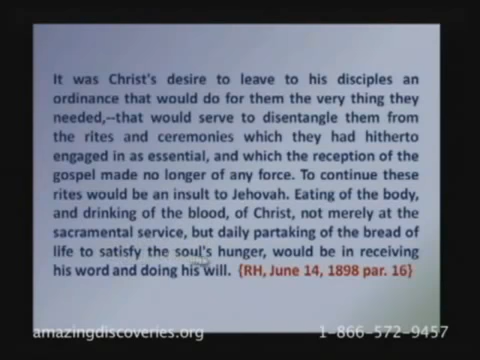 It was Christ's desire to leave to his disciples an
ordinance that would do for them the very thing they
needed,--that would serve to disentangle them from
the rites and ceremonies which they had hitherto
engaged in as essential, and which the reception of the
gospel made no longer of any force. To continue these
rites would be an insult to Jehovah. Eating of the body,
and drinking of the blood, of Christ, not merely at the
sacramental service, but daily partaking of the bread of
life to satisfy the soul's hunger, would be in receiving
his word and doing his will. {RH, June 14, 1898 par. 16}
amazingdiscoveries.org 1-866-572-9457